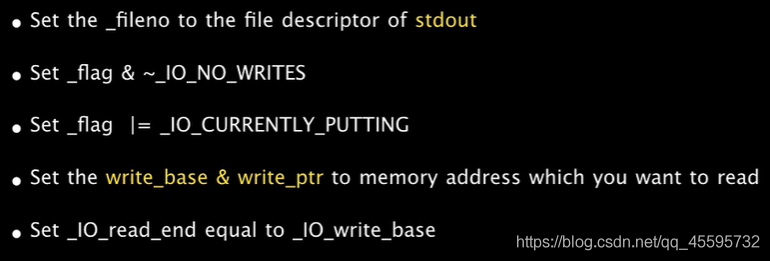 • Set the _fileno to the file descriptor of stdout
• Set _flag & ~_IO_NO_WRITES
• Set _flag |= _IO_CURRENTLY_PUTTING
• Set the write_base & write_ptr to memory address which you want to read
• Set _IO_read_end equal to _IO_write_base
https://blog.csdn.net/qq_45595732